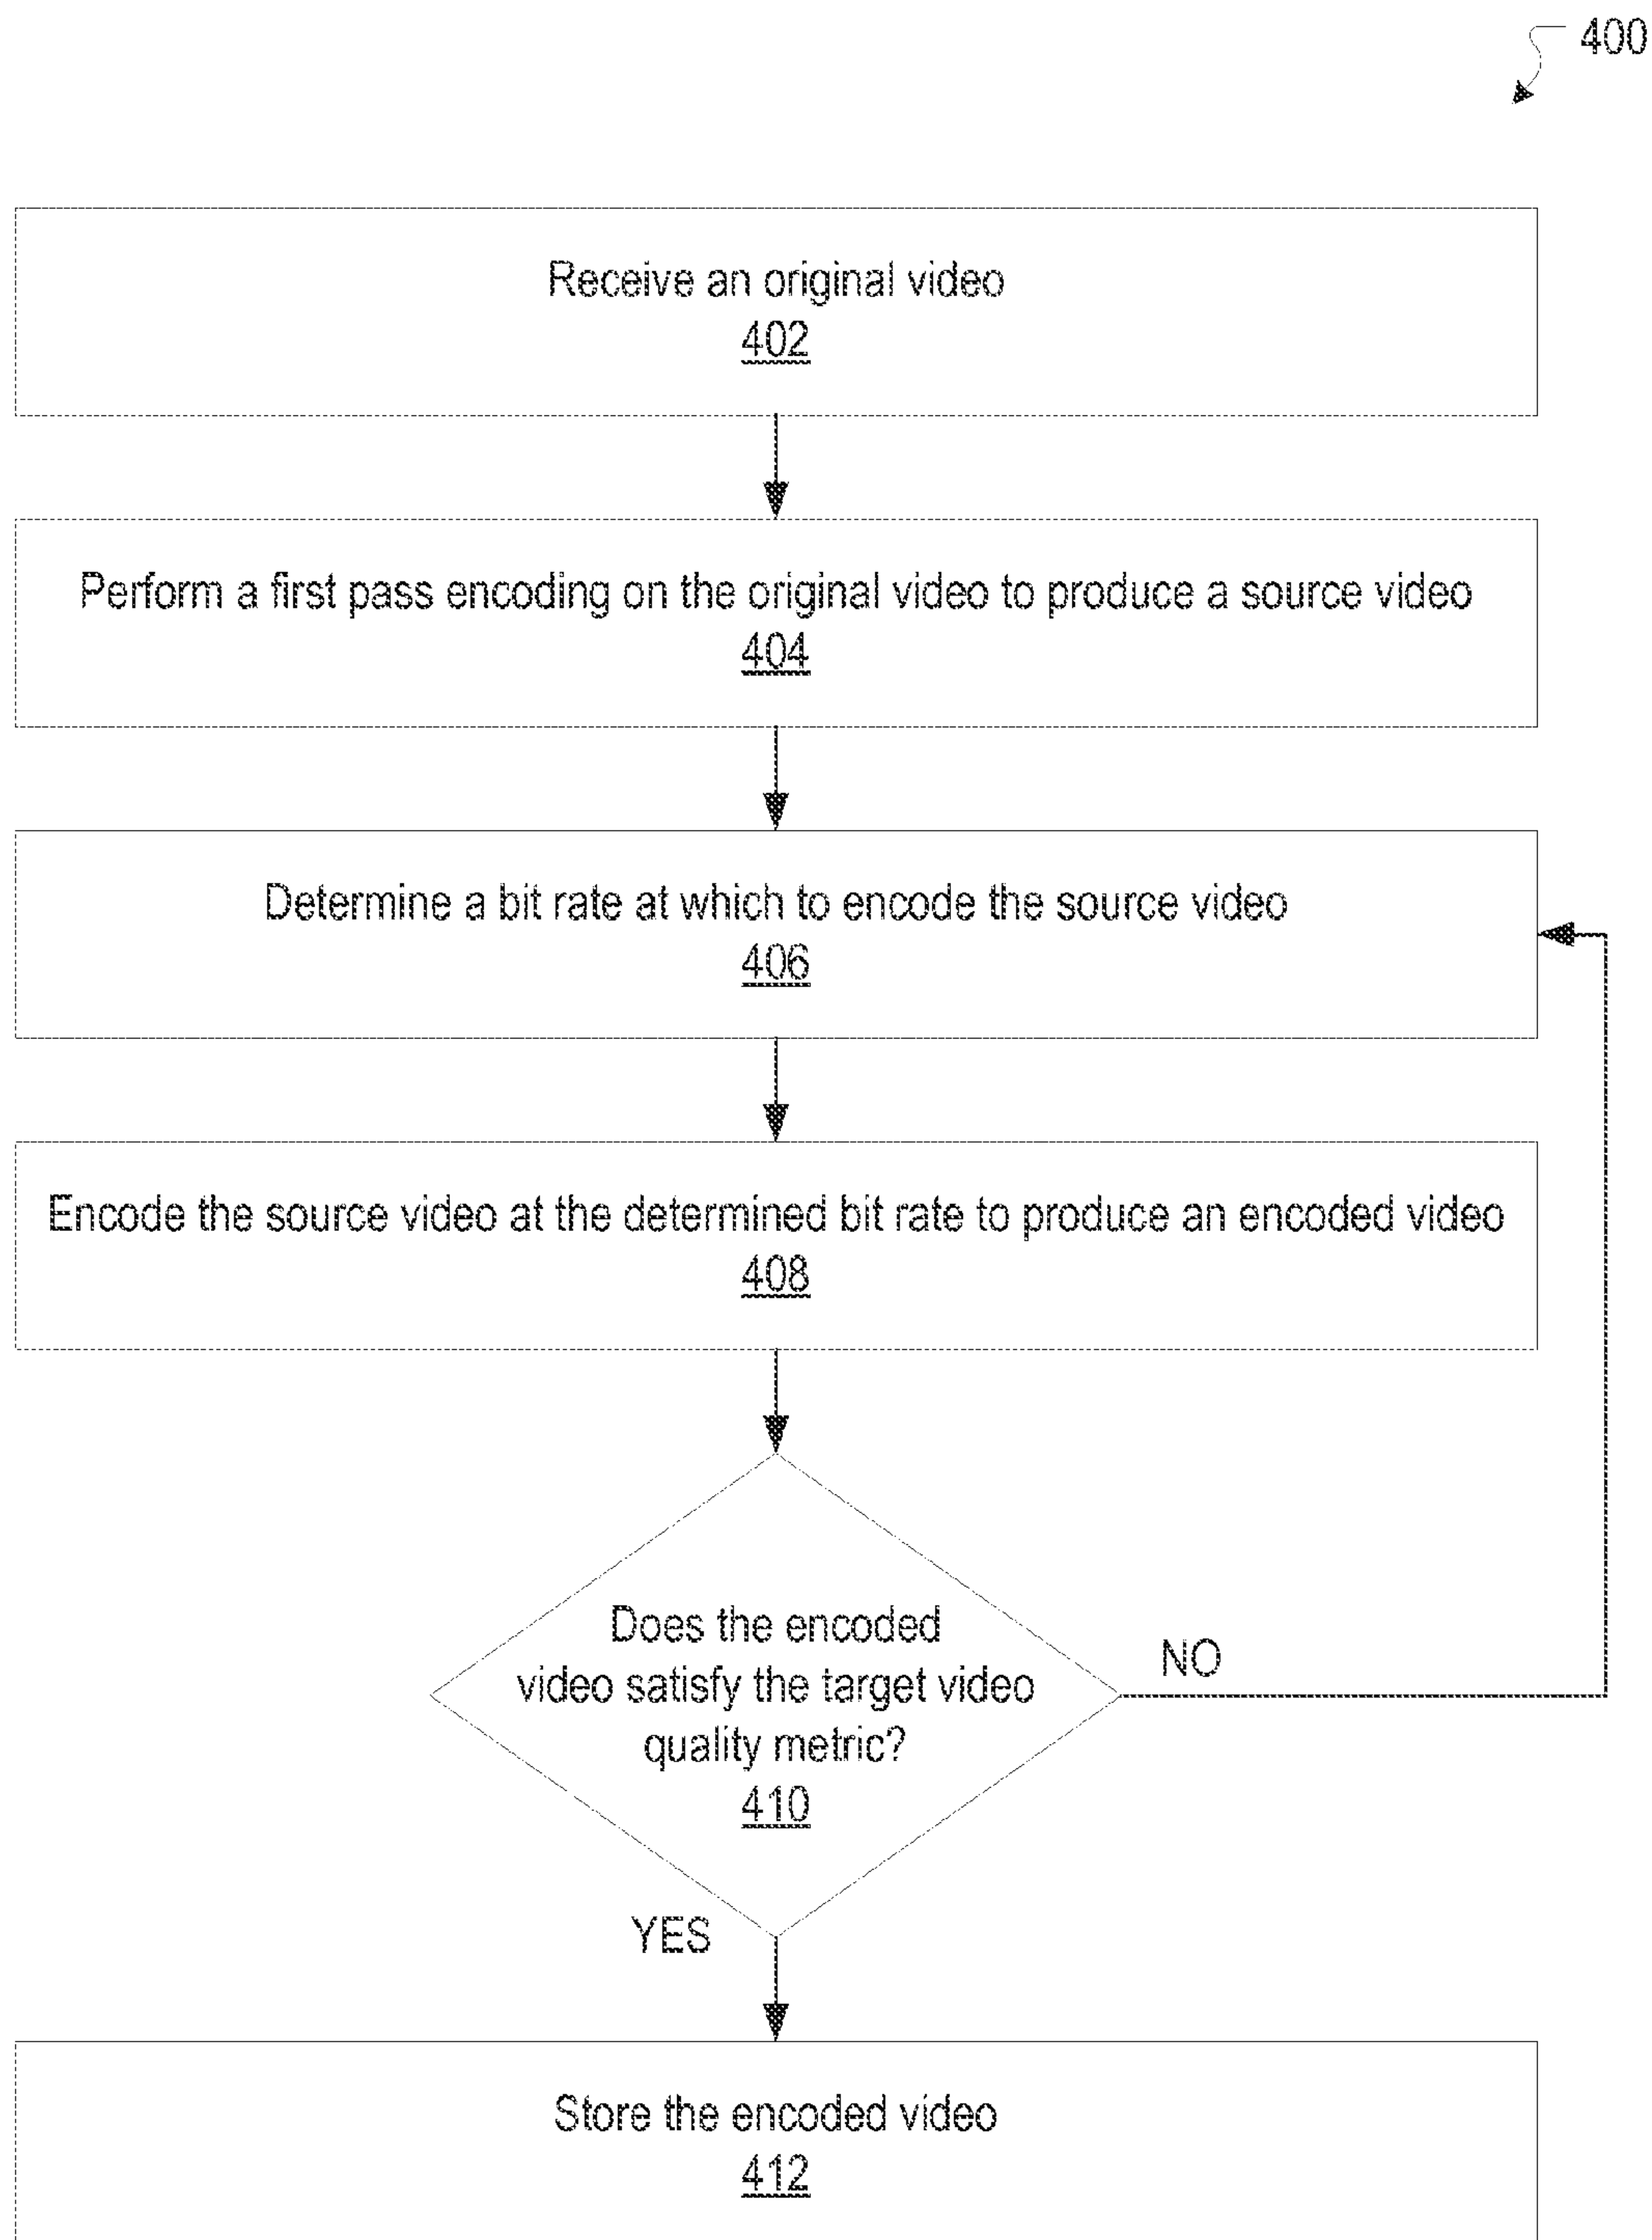 400
Receive an original video
402
Perform a first pass encoding on the original video to produce a source video
404
Determine a bit rate at which to encode the source video
406
Encode the source video at the determined bit rate to produce an encoded video
408
Does the encoded
video satisfy the target video
quality metric?
410
NO
YES
Store the encoded video
412